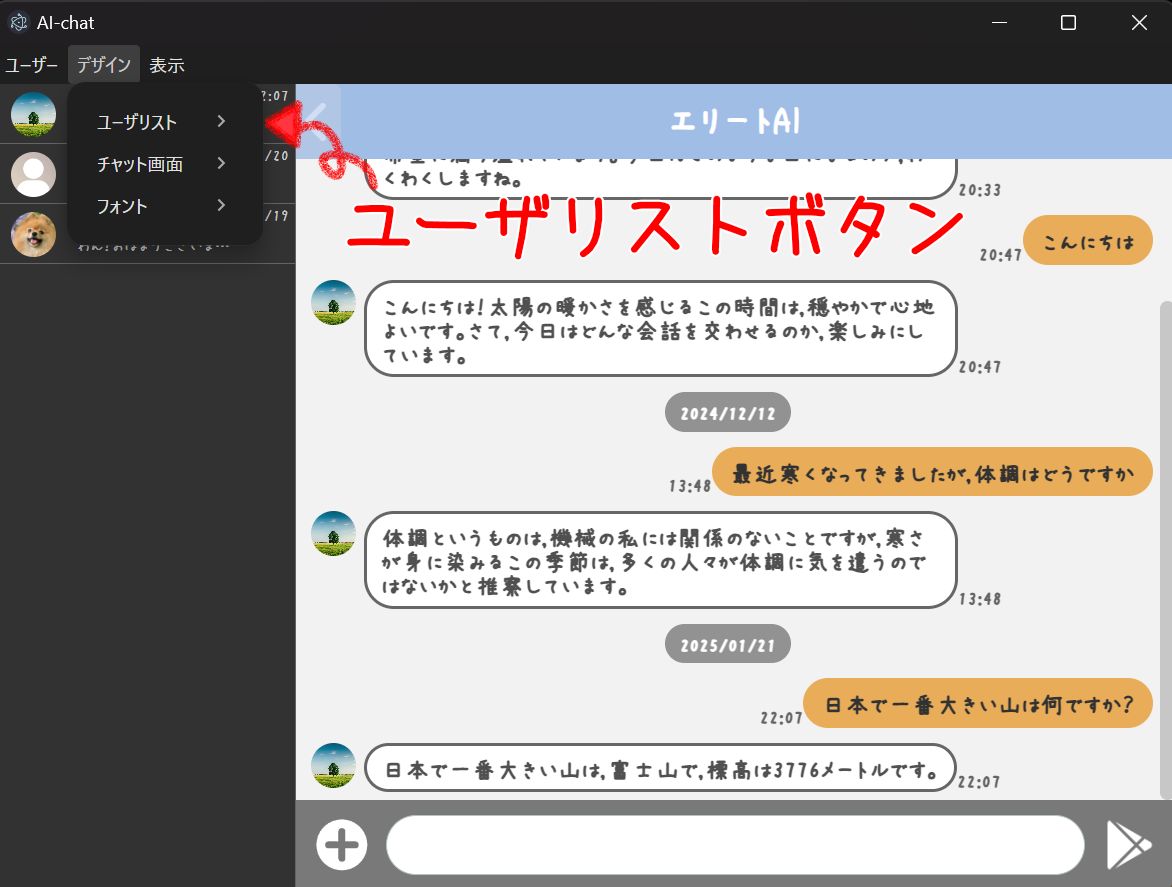 AI-chat
ユーザー デザイン 表示
ユーザリスト
チャット画面
フォント
:07
/20
/19
エリートAI
くわくしますね。
20:33
ユーザリストボタン
こんにちは
20:47
こんにちは!太陽の暖かさを感じるこの時間は,穏やかで心地
よいです。さて,今日はどんな会話を交わせるのか,楽しみにし
ています。
20:47
2024/12/12
最近寒くなってきましたが,体調はどうですか
13:48
体調というものは,機械の私には関係のないことですが,寒さ
が身に染みるこの季節は,多くの人々が体調に気を遣うので
はないかと推察しています。
13:48
2025/01/21
日本で一番大きい山は何ですか?
22:07
日本で一番大きい山は,富士山で,標高は3776メートルです。
22:07